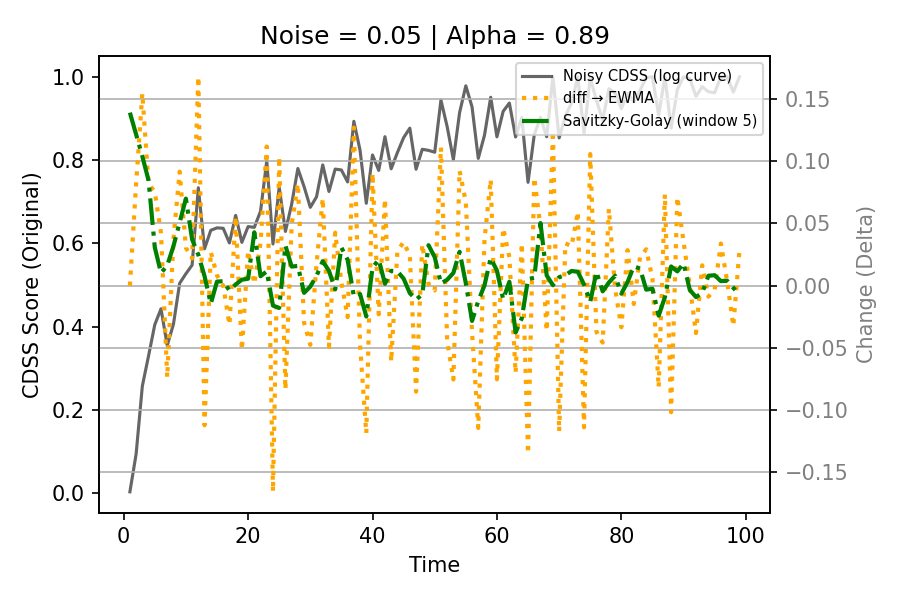 Noise = 0.05 | Alpha = 0.89
Noisy CDSS (log curve)
diff → EWMA
Savitzky-Golay (window 5)
CDSS Score (Original)
1.0
0.8
0.6
0.4
0.2
0.0
0.15
0.10
0.05
0.00
−0.05
−0.10
−0.15
Change (Delta)
0
20
40
60
80
100
Time